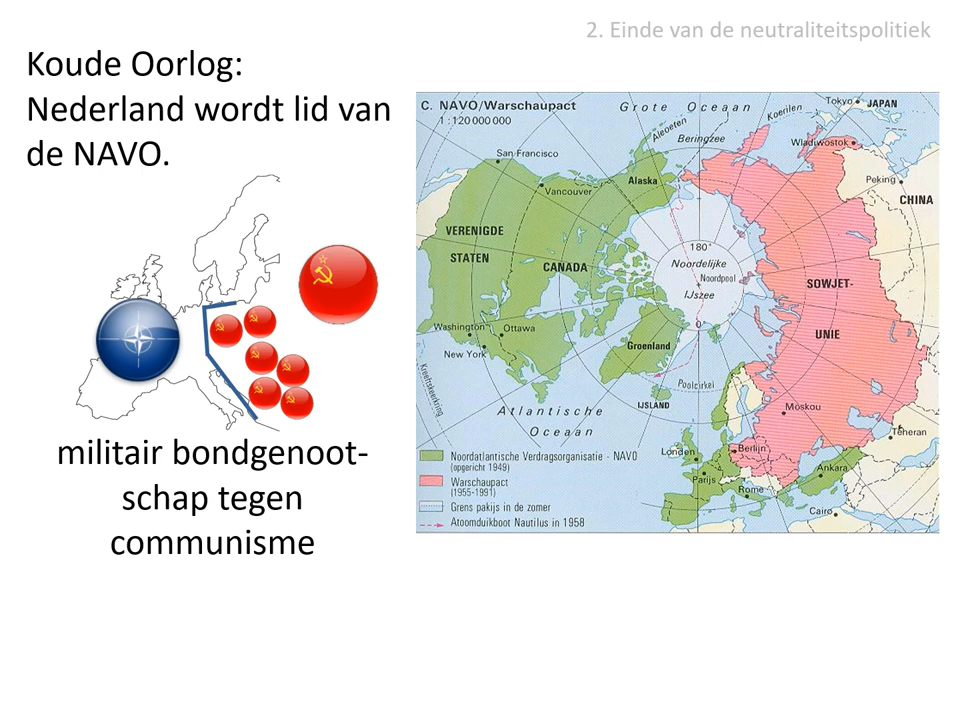 2. Einde van de neutraliteitspolitiek
Koude Oorlog:
Nederland wordt lid van
de NAVO.
militair bondgenoot-
schap tegen
communisme
C. NAVO/Warschaupact
1:120 000 000
Grote Oceaan
Tokyo
JAPAN
Koerilen
Aleoeten
Beringzee
Wladiwostok
San Francisco
Vancouver
Alaska
Peking
CHINA
VERENIGDE
STATEN
CANADA
180°
Noordelijke
Noordpool
IJszee
0°
SOWJET-
UNIE
Washington
Ottawa
New York
Groenland
Kreeftskeerkring
Poolcirkel
IJSLAND
Atlantische
Oceaan
Moskou
Teheran
Londen
Berlijn
Parijs
Ankara
Rome
Cairo
Noordatlantische Verdragsorganisatie - NAVO
(opgericht 1949)
Warschaupact
(1955-1991)
Grens pakijs in de zomer
Atoomduikboot Nautilus in 1958